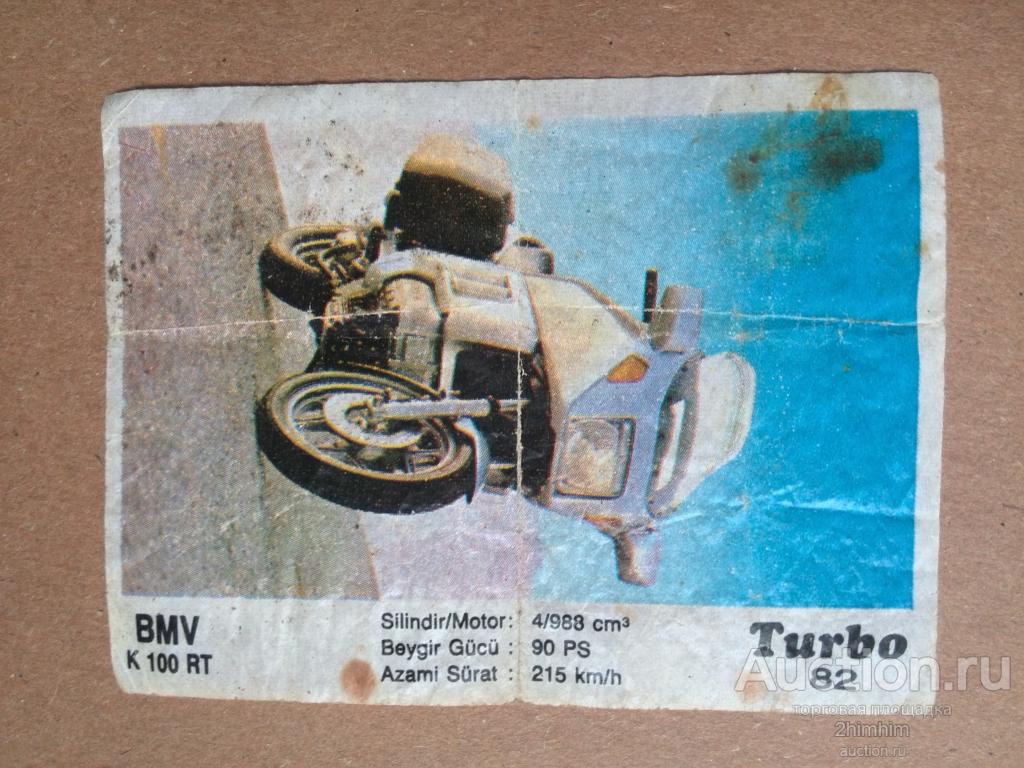 BMV
K 100 RT
Silindir/Motor: 4/988 cm³
Beygir Gücü : 90 PS
Azami Sürat : 215 km/h
Turbo
82
Auction.ru
торговая площадка
2himhim
auction.ru